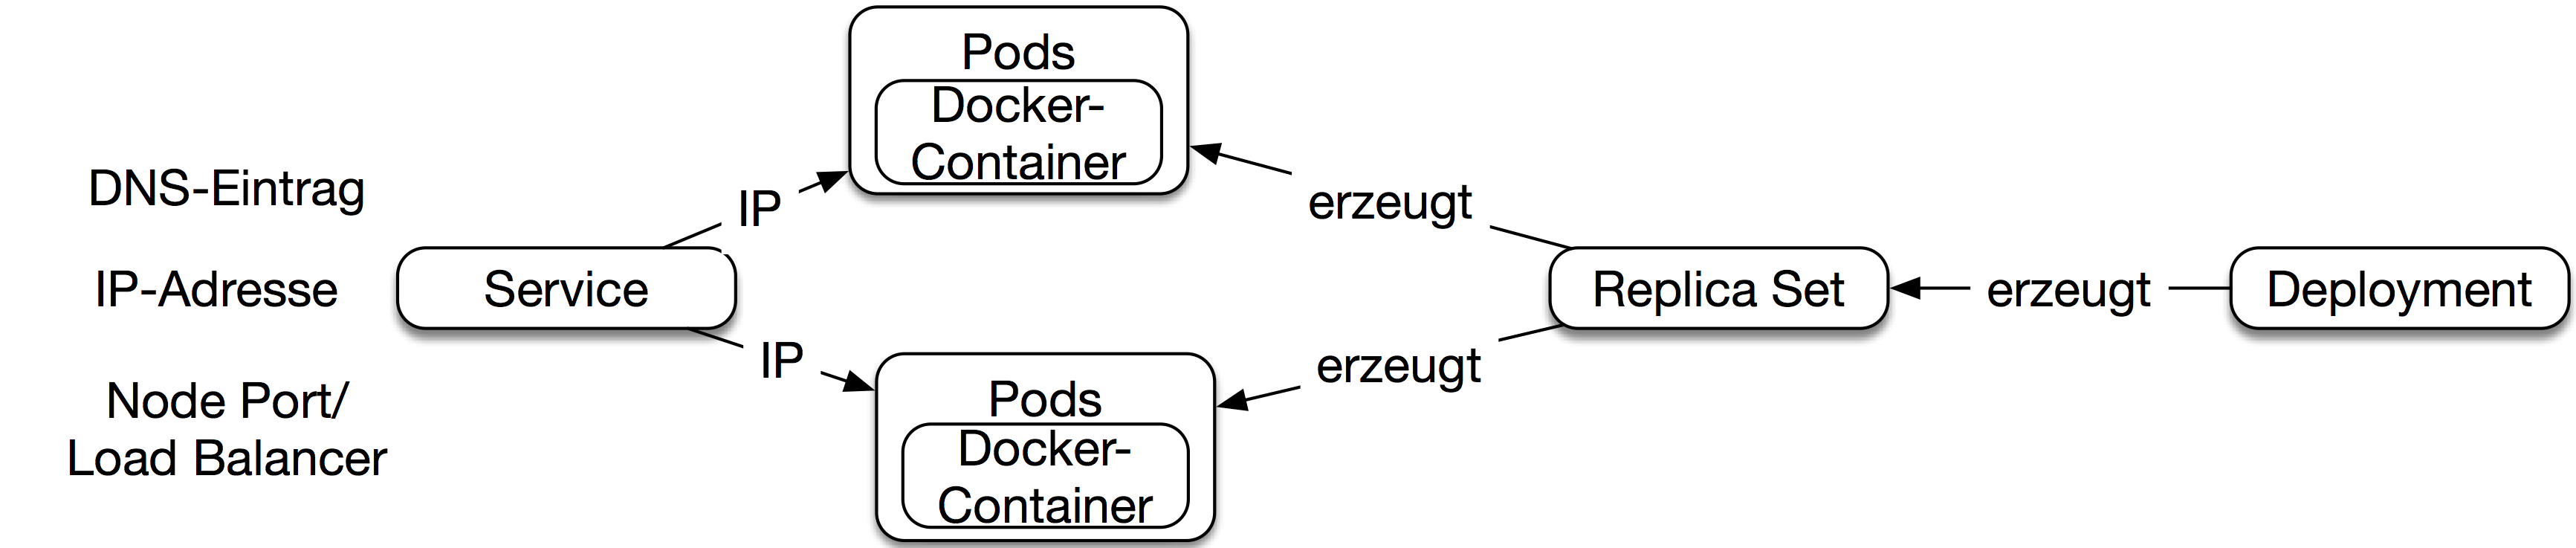 DNS-Eintrag
IP-Adresse
Node Port/
Load Balancer
Service
IP
IP
Pods
Docker-
Container
Pods
Docker-
Container
erzeugt
erzeugt
Replica Set
erzeugt
Deployment